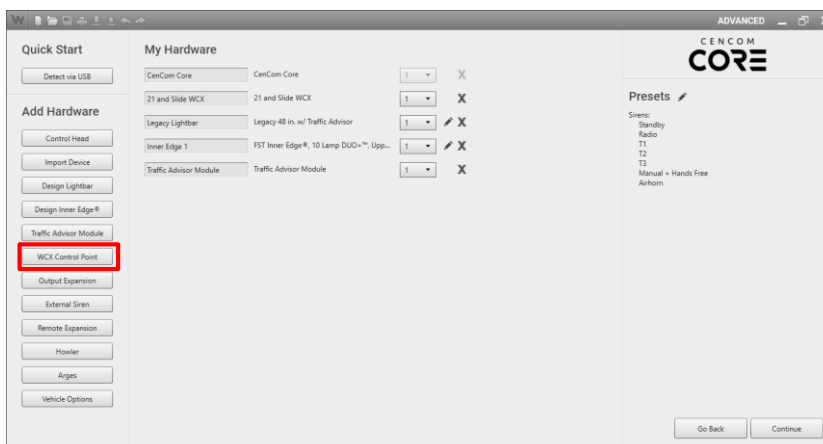 ADVANCED
Quick Start
Detect via USB
Add Hardware
Control Head
Import Device
Design Lightbar
Design Inner Edge®
Traffic Advisor Module
WCX Control Point
Output Expansion
External Siren
Remote Expansion
Howler
Arges
Vehicle Options
My Hardware
CenCom Core CenCom Core 1 X
21 and Slide WCX 21 and Slide WCX 1 X
Legacy Lightbar Legacy 48 in. w/ Traffic Advisor 1 X
Inner Edge 1 FST Inner Edge®, 10 Lamp DUO+™, Upp... 1 X
Traffic Advisor Module Traffic Advisor Module 1 X
CENCOM
CORE
Presets
Sirens:
Standby
Radio
T1
T2
T3
Manual + Hands Free
Airhorn
Go Back Continue